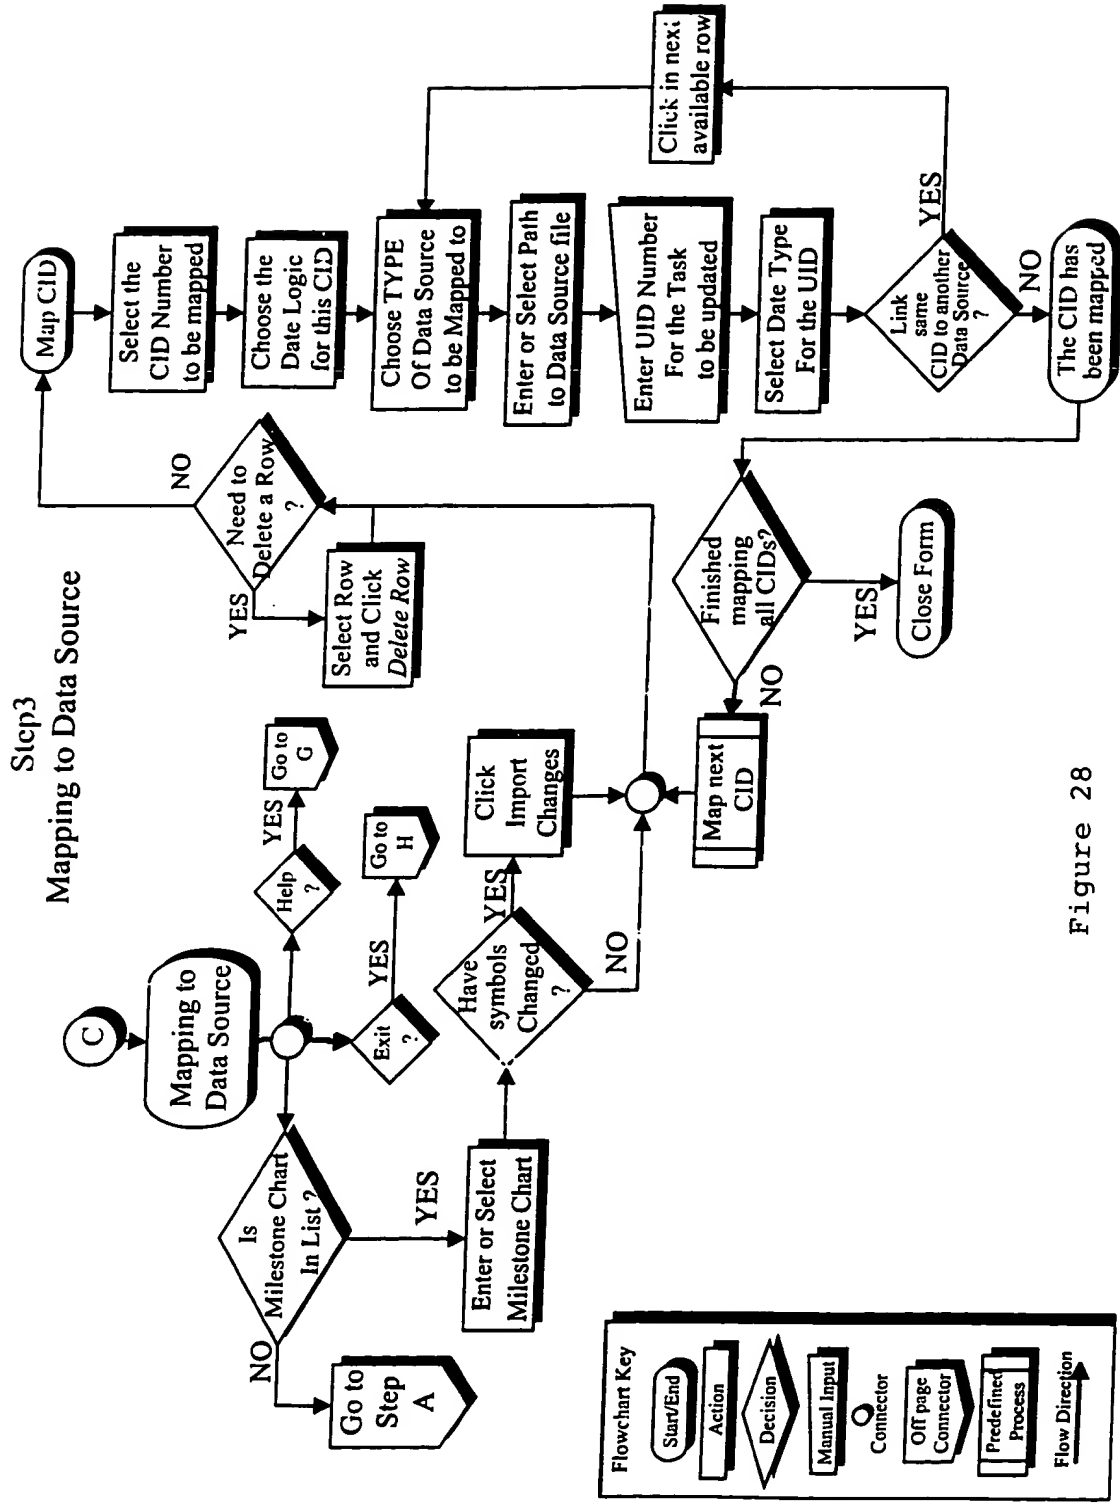 Step3
Mapping to Data Source
C
Mapping to
Data Source
Help
?
YES
Go to
G
Exit
?
YES
Go to
H
Is
Milestone Chart
In List ?
NO
Go to
Step
A
YES
Enter or Select
Milestone Chart
Have
symbols
Changed
?
YES
Click
Import
Changes
NO
Need to
Delete a Row
?
YES
Select Row
and Click
Delete Row
NO
Map CID
Select the
CID Number
to be mapped
Choose the
Date Logic
for this CID
Choose TYPE
Of Data Source
to be Mapped to
Enter or Select Path
to Data Source file
Enter UID Number
For the Task
to be updated
Select Date Type
For the UID
Link
same
CID to another
Data Source
?
YES
Click in next
available row
NO
The CID has
been mapped
Finished
mapping
all CIDs?
NO
Map next
CID
YES
Close Form
Flowchart Key
Start/End
Action
Decision
Manual Input
Connector
Off page
Connector
Predefined
Process
Flow Direction
Figure 28